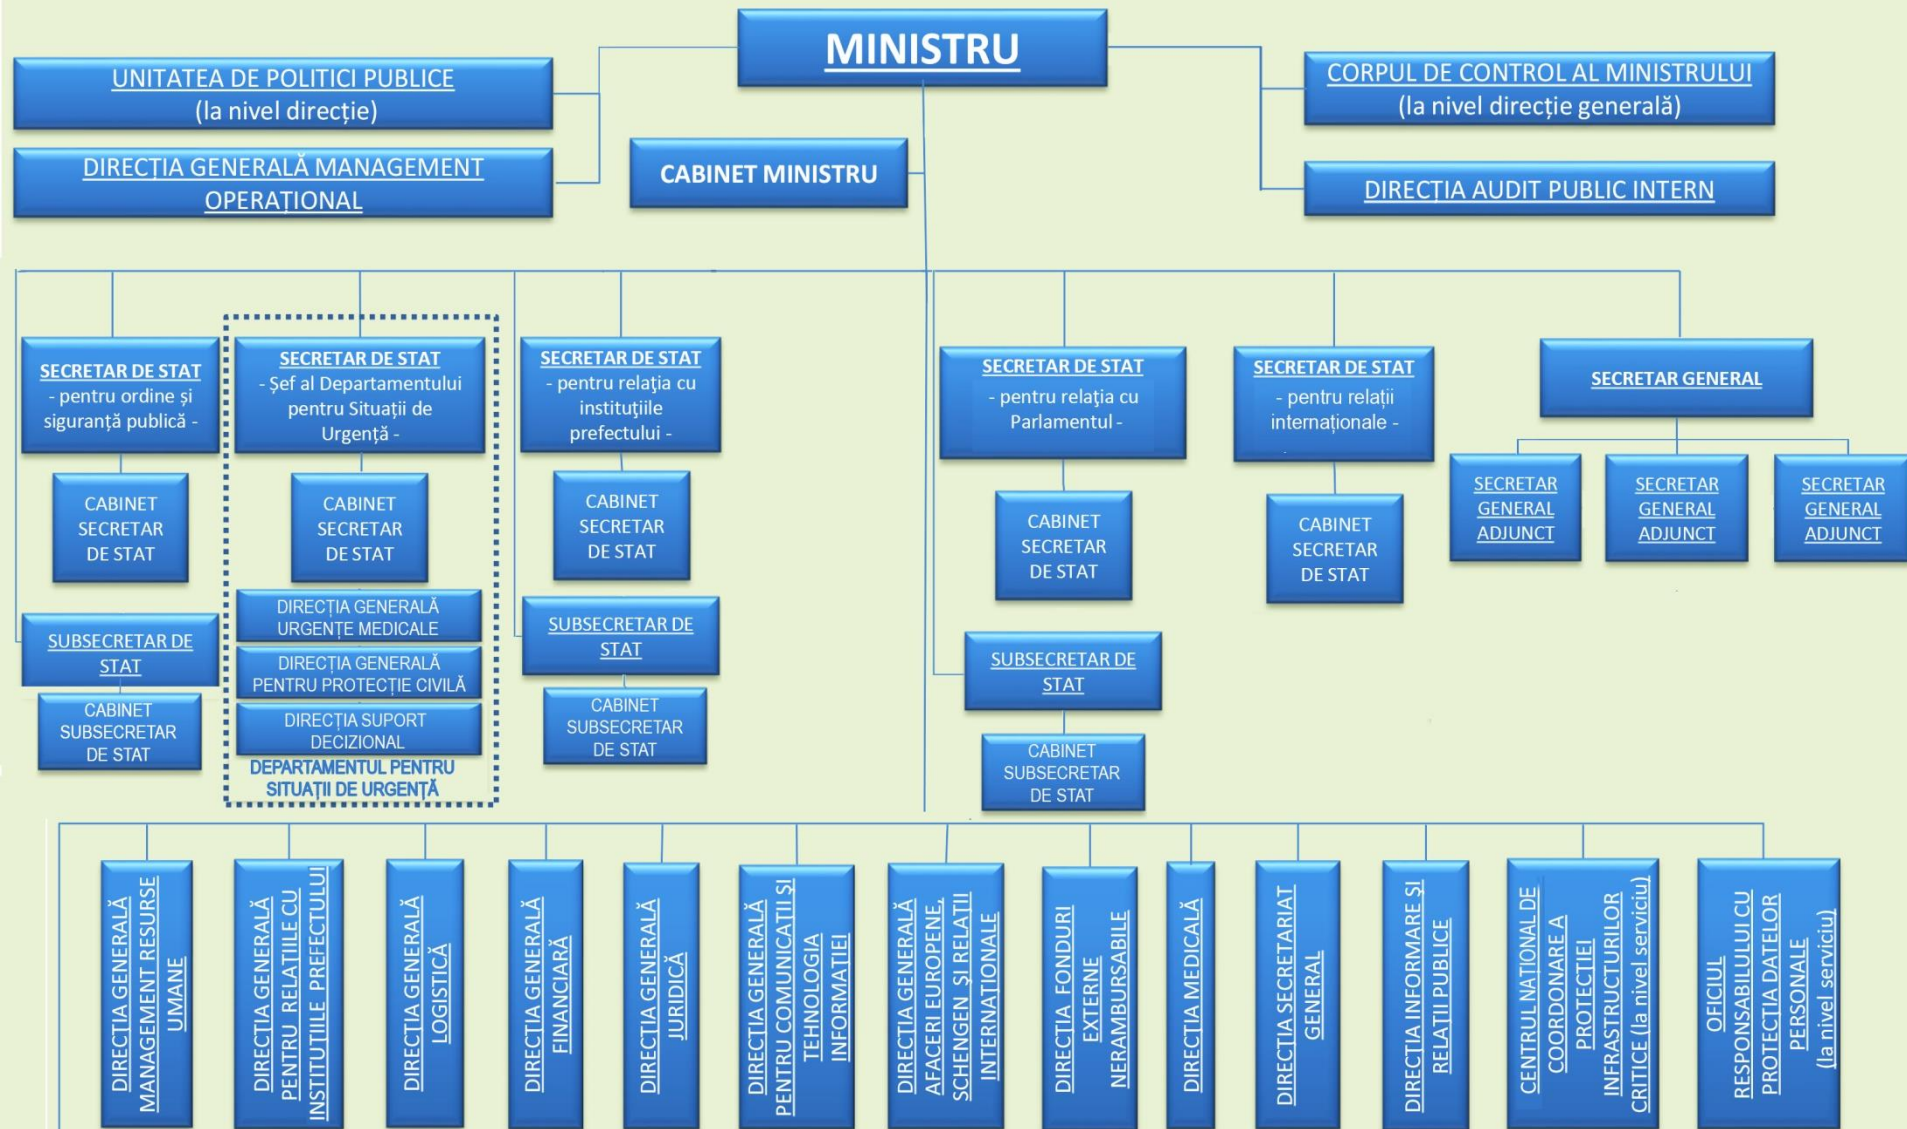 MINISTRU
UNITATEA DE POLITICI PUBLICE
(la nivel direcție)
DIRECȚIA GENERALĂ MANAGEMENT
OPERAȚIONAL
CABINET MINISTRU
CORPUL DE CONTROL AL MINISTRULUI
(la nivel direcție generală)
DIRECȚIA AUDIT PUBLIC INTERN
SECRETAR DE STAT
- pentru ordine și
siguranță publică -
CABINET
SECRETAR
DE STAT
SUBSECRETAR DE
STAT
CABINET
SUBSECRETAR
DE STAT
SECRETAR DE STAT
- Șef al Departamentului
pentru Situații de
Urgență -
CABINET
SECRETAR
DE STAT
DIRECȚIA GENERALĂ
URGENȚE MEDICALE
DIRECȚIA GENERALĂ
PENTRU PROTECȚIE CIVILĂ
DIRECȚIA SUPORT
DECIZIONAL
DEPARTAMENTUL PENTRU
SITUAȚII DE URGENȚĂ
SECRETAR DE STAT
- pentru relaţia cu
instituţiile
prefectului -
CABINET
SECRETAR
DE STAT
SUBSECRETAR DE
STAT
CABINET
SUBSECRETAR
DE STAT
SECRETAR DE STAT
- pentru relaţia cu
Parlamentul -
CABINET
SECRETAR
DE STAT
SUBSECRETAR DE
STAT
CABINET
SUBSECRETAR
DE STAT
SECRETAR DE STAT
- pentru relații
internaționale -
CABINET
SECRETAR
DE STAT
SECRETAR GENERAL
SECRETAR
GENERAL
ADJUNCT
SECRETAR
GENERAL
ADJUNCT
SECRETAR
GENERAL
ADJUNCT
DIRECȚIA GENERALĂ
MANAGEMENT RESURSE
UMANE
DIRECȚIA GENERALĂ
PENTRU RELAȚIILE CU
INSTITUȚIILE PREFECTULUI
DIRECȚIA GENERALĂ
LOGISTICĂ
DIRECȚIA GENERALĂ
FINANCIARĂ
DIRECȚIA GENERALĂ
JURIDICĂ
DIRECȚIA GENERALĂ
PENTRU COMUNICAȚII ȘI
TEHNOLOGIA
INFORMAȚIEI
DIRECȚIA GENERALĂ
AFACERI EUROPENE,
SCHENGEN ȘI RELAȚII
INTERNAȚIONALE
DIRECȚIA FONDURI
EXTERNE
NERAMBURSABILE
DIRECȚIA MEDICALĂ
DIRECȚIA SECRETARIAT
GENERAL
DIRECȚIA INFORMARE ȘI
RELAȚII PUBLICE
CENTRUL NAȚIONAL DE
COORDONARE A
PROTECȚIEI
INFRASTRUCTURILOR
CRITICE (la nivel serviciu)
OFICIUL
RESPONSABILULUI CU
PROTECȚIA DATELOR
PERSONALE
(la nivel serviciu)